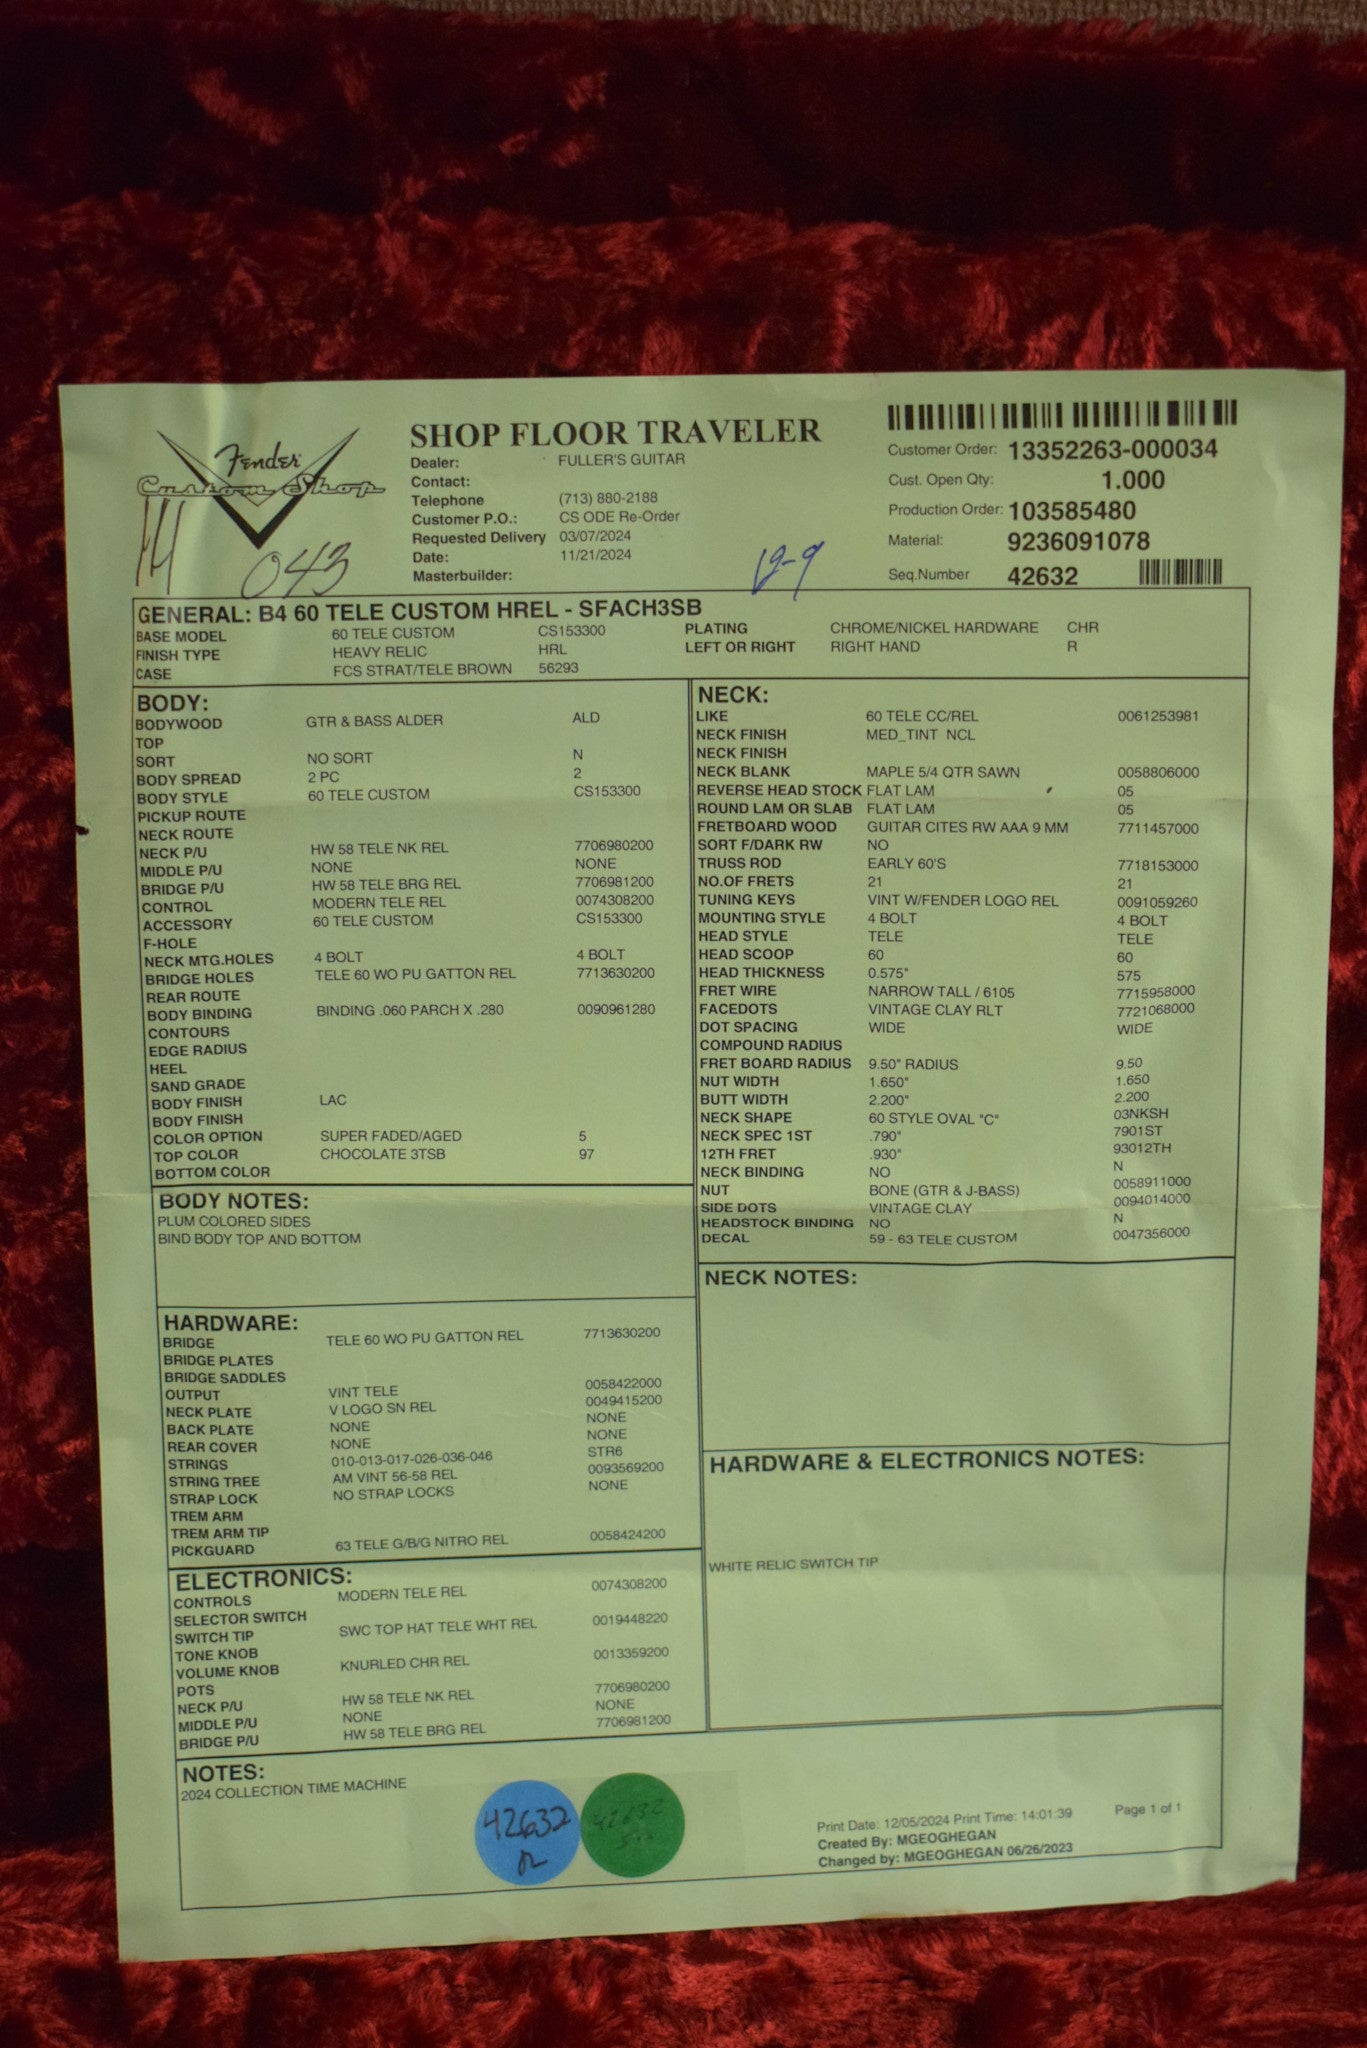 Fender
Custom Shop
SHOP FLOOR TRAVELER
Dealer: FULLER'S GUITAR
Contact:
Telephone (713) 880-2188
Customer P.O.: CS ODE Re-Order
Requested Delivery 03/07/2024
Date: 11/21/2024
Masterbuilder:
Customer Order: 13352263-000034
Cust. Open Qty: 1.000
Production Order: 103585480
Material: 9236091078
Seq.Number 42632
043
12-9
GENERAL: B4 60 TELE CUSTOM HREL - SFACH3SB
BASE MODEL 60 TELE CUSTOM CS153300
FINISH TYPE HEAVY RELIC HRL
CASE FCS STRAT/TELE BROWN 56293
PLATING CHROME/NICKEL HARDWARE CHR
LEFT OR RIGHT RIGHT HAND R
BODY:
BODYWOOD GTR & BASS ALDER ALD
TOP
SORT NO SORT N
BODY SPREAD 2 PC 2
BODY STYLE 60 TELE CUSTOM CS153300
PICKUP ROUTE
NECK ROUTE
NECK P/U HW 58 TELE NK REL 7706980200
MIDDLE P/U NONE NONE
BRIDGE P/U HW 58 TELE BRG REL 7706981200
CONTROL MODERN TELE REL 0074308200
ACCESSORY 60 TELE CUSTOM CS153300
F-HOLE
NECK MTG.HOLES 4 BOLT 4 BOLT
BRIDGE HOLES TELE 60 WO PU GATTON REL 7713630200
REAR ROUTE
BODY BINDING BINDING .060 PARCH X .280 0090961280
CONTOURS
EDGE RADIUS
HEEL
SAND GRADE
BODY FINISH LAC
BODY FINISH
COLOR OPTION SUPER FADED/AGED 5
TOP COLOR CHOCOLATE 3TSB 97
BOTTOM COLOR
BODY NOTES:
PLUM COLORED SIDES
BIND BODY TOP AND BOTTOM
HARDWARE:
BRIDGE TELE 60 WO PU GATTON REL 7713630200
BRIDGE PLATES
BRIDGE SADDLES
OUTPUT VINT TELE 0058422000
NECK PLATE V LOGO SN REL 0049415200
BACK PLATE NONE NONE
REAR COVER NONE NONE
STRINGS 010-013-017-026-036-046 STR6
STRING TREE AM VINT 56-58 REL 0093569200
STRAP LOCK NO STRAP LOCKS NONE
TREM ARM
TREM ARM TIP
PICKGUARD 63 TELE G/B/G NITRO REL 0058424200
ELECTRONICS:
CONTROLS MODERN TELE REL 0074308200
SELECTOR SWITCH
SWITCH TIP SWC TOP HAT TELE WHT REL 0019448220
TONE KNOB
VOLUME KNOB KNURLED CHR REL 0013359200
POTS
NECK P/U HW 58 TELE NK REL 7706980200
MIDDLE P/U NONE NONE
BRIDGE P/U HW 58 TELE BRG REL 7706981200
NECK:
LIKE 60 TELE CC/REL 0061253981
NECK FINISH MED_TINT NCL
NECK FINISH
NECK BLANK MAPLE 5/4 QTR SAWN 0058806000
REVERSE HEAD STOCK FLAT LAM 05
ROUND LAM OR SLAB FLAT LAM 05
FRETBOARD WOOD GUITAR CITES RW AAA 9 MM 7711457000
SORT F/DARK RW NO
TRUSS ROD EARLY 60'S 7718153000
NO.OF FRETS 21 21
TUNING KEYS VINT W/FENDER LOGO REL 0091059260
MOUNTING STYLE 4 BOLT 4 BOLT
HEAD STYLE TELE TELE
HEAD SCOOP 60 60
HEAD THICKNESS 0.575" 575
FRET WIRE NARROW TALL / 6105 7715958000
FACEDOTS VINTAGE CLAY RLT 7721068000
DOT SPACING WIDE WIDE
COMPOUND RADIUS
FRET BOARD RADIUS 9.50" RADIUS 9.50
NUT WIDTH 1.650" 1.650
BUTT WIDTH 2.200" 2.200
NECK SHAPE 60 STYLE OVAL "C" 03NKSH
NECK SPEC 1ST .790" 7901ST
12TH FRET .930" 93012TH
NECK BINDING NO N
NUT BONE (GTR & J-BASS) 0058911000
SIDE DOTS VINTAGE CLAY 0094014000
HEADSTOCK BINDING NO N
DECAL 59 - 63 TELE CUSTOM 0047356000
NECK NOTES:
HARDWARE & ELECTRONICS NOTES:
WHITE RELIC SWITCH TIP
NOTES:
2024 COLLECTION TIME MACHINE
42632
42632
Print Date: 12/05/2024 Print Time: 14:01:39 Page 1 of 1
Created By: MGEOGHEGAN
Changed by: MGEOGHEGAN 06/26/2023